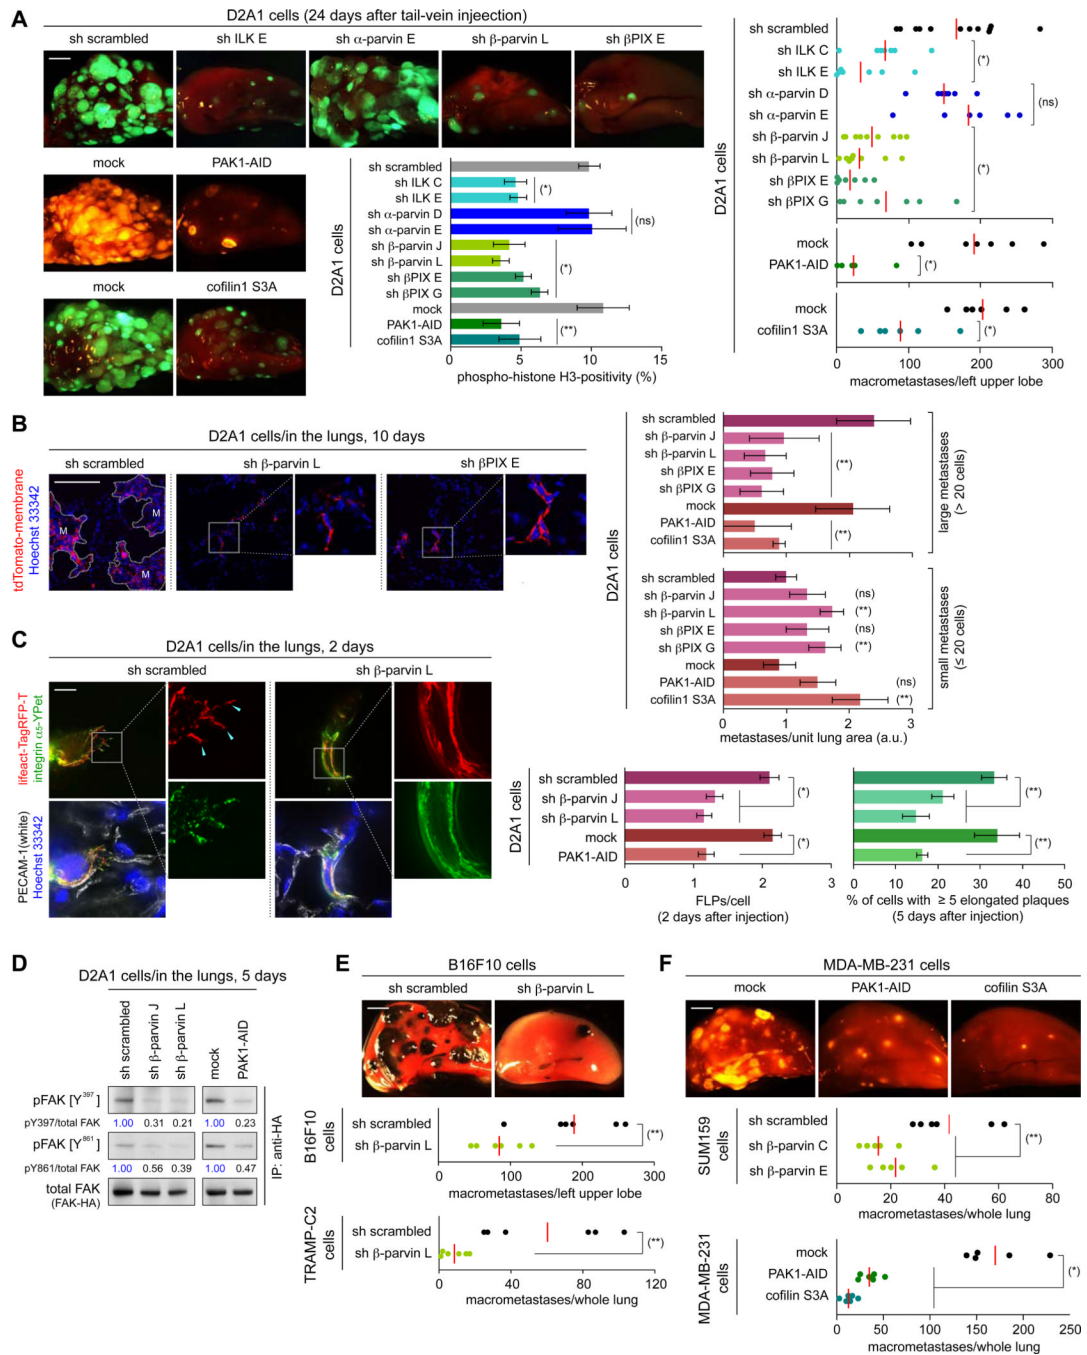 A
D2A1 cells (24 days after tail-vein injeection)
sh scrambled
sh ILK E
sh α-parvin E
sh β-parvin L
sh βPIX E
mock
PAK1-AID
mock
cofilin1 S3A
D2A1 cells
sh scrambled
sh ILK C
sh ILK E
(*)
sh α-parvin D
sh α-parvin E
(ns)
sh β-parvin J
sh β-parvin L
sh βPIX E
sh βPIX G
(*)
mock
PAK1-AID
cofilin1 S3A
(**)
0 5 10 15
phospho-histone H3-positivity (%)
D2A1 cells
sh scrambled
sh ILK C
sh ILK E
(*)
sh α-parvin D
sh α-parvin E
(ns)
sh β-parvin J
sh β-parvin L
sh βPIX E
sh βPIX G
(*)
mock
PAK1-AID
(*)
mock
cofilin1 S3A
(*)
0 100 200 300
macrometastases/left upper lobe
B
D2A1 cells/in the lungs, 10 days
sh scrambled
sh β-parvin L
sh βPIX E
tdTomato-membrane
Hoechst 33342
M
M
D2A1 cells
sh scrambled
sh β-parvin J
sh β-parvin L
sh βPIX E
sh βPIX G
(**)
mock
PAK1-AID
cofilin1 S3A
(**)
large metastases
(> 20 cells)
sh scrambled
sh β-parvin J
(ns)
sh β-parvin L
(**)
sh βPIX E
(ns)
sh βPIX G
(**)
mock
PAK1-AID
(ns)
cofilin1 S3A
(**)
small metastases
(≤ 20 cells)
0 1 2 3
metastases/unit lung area (a.u.)
C
D2A1 cells/in the lungs, 2 days
sh scrambled
sh β-parvin L
lifeact-TagRFP-T
integrin α5-YPet
PECAM-1(white)
Hoechst 33342
D2A1 cells
sh scrambled
sh β-parvin J
sh β-parvin L
(*)
(**)
mock
PAK1-AID
(*)
(**)
0 1 2 3
FLPs/cell
(2 days after injection)
0 10 20 30 40 50
% of cells with ≥ 5 elongated plaques
(5 days after injection)
D
D2A1 cells/in the lungs, 5 days
sh scrambled
sh β-parvin J
sh β-parvin L
mock
PAK1-AID
pFAK [Y397]
pY397/total FAK 1.00 0.31 0.21 1.00 0.23
pFAK [Y861]
pY861/total FAK 1.00 0.56 0.39 1.00 0.47
total FAK
(FAK-HA)
IP: anti-HA
E
B16F10 cells
sh scrambled
sh β-parvin L
B16F10
cells
sh scrambled
sh β-parvin L
(**)
0 100 200 300
macrometastases/left upper lobe
TRAMP-C2
cells
sh scrambled
sh β-parvin L
(**)
0 40 80 120
macrometastases/whole lung
F
MDA-MB-231 cells
mock
PAK1-AID
cofilin S3A
SUM159
cells
sh scrambled
sh β-parvin C
sh β-parvin E
(**)
0 20 40 60 80
macrometastases/whole lung
MDA-MB-231
cells
mock
PAK1-AID
cofilin S3A
(*)
0 50 100 150 200 250
macrometastases/whole lung